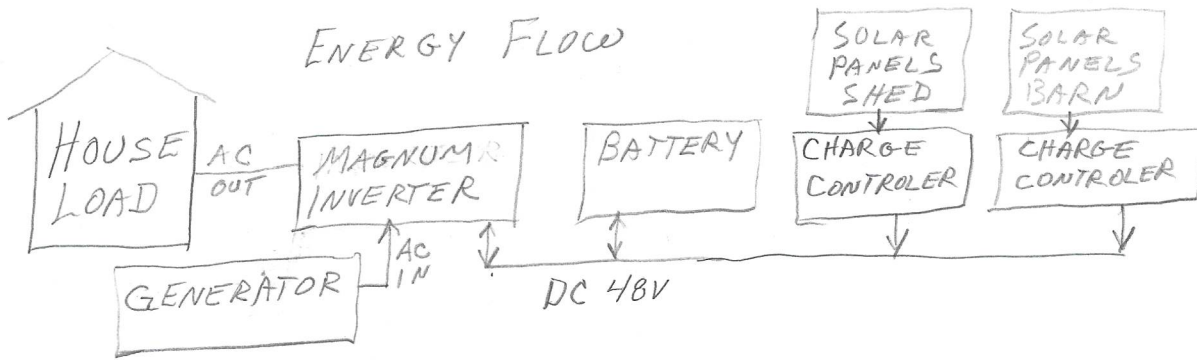 ENERGY FLOW
SOLAR
PANELS
SHED
SOLAR
PANELS
BARN
HOUSE
LOAD
AC
OUT
MAGNUM
INVERTER
BATTERY
CHARGE
CONTROLER
CHARGE
CONTROLER
GENERATOR
AC
IN
DC 48V